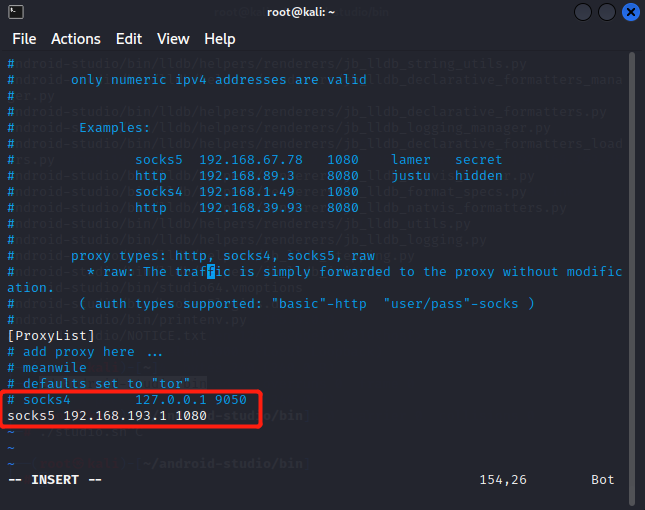 root@kali: ~
File Actions Edit View Help
#
# only numeric ipv4 addresses are valid
#
#
# Examples:
#
# socks5 192.168.67.78 1080 lamer secret
# http 192.168.89.3 8080 justu hidden
# socks4 192.168.1.49 1080
# http 192.168.39.93 8080
#
#
# proxy types: http, socks4, socks5, raw
# * raw: The traffic is simply forwarded to the proxy without modific
ation.
# ( auth types supported: "basic"-http "user/pass"-socks )
#
[ProxyList]
# add proxy here ...
# meanwile
# defaults set to "tor"
# socks4 127.0.0.1 9050
socks5 192.168.193.1 1080
~
~
~
-- INSERT -- 154,26 Bot